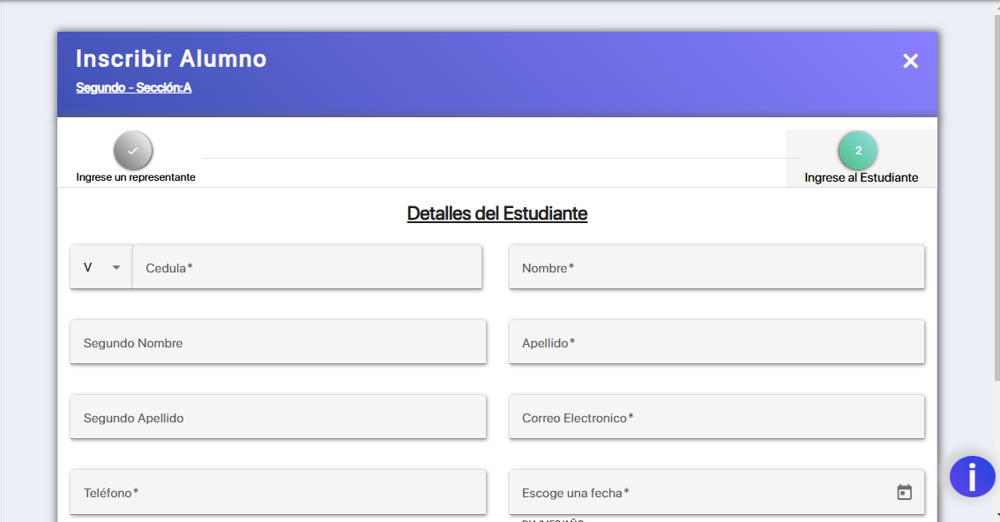 Inscribir Alumno
Segundo - Sección:A
2
Ingrese un representante
Ingrese al Estudiante
Detalles del Estudiante
V
Cedula*
Nombre*
Segundo Nombre
Apellido*
Segundo Apellido
Correo Electronico*
Teléfono*
Escoge una fecha*
i